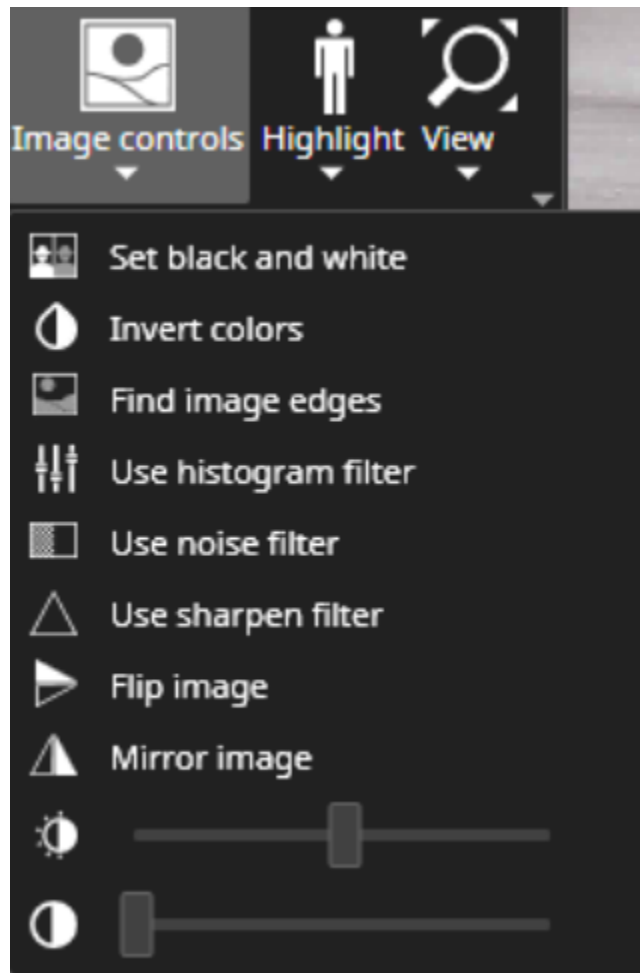 Image controls Highlight View
Set black and white
Invert colors
Find image edges
Use histogram filter
Use noise filter
Use sharpen filter
Flip image
Mirror image